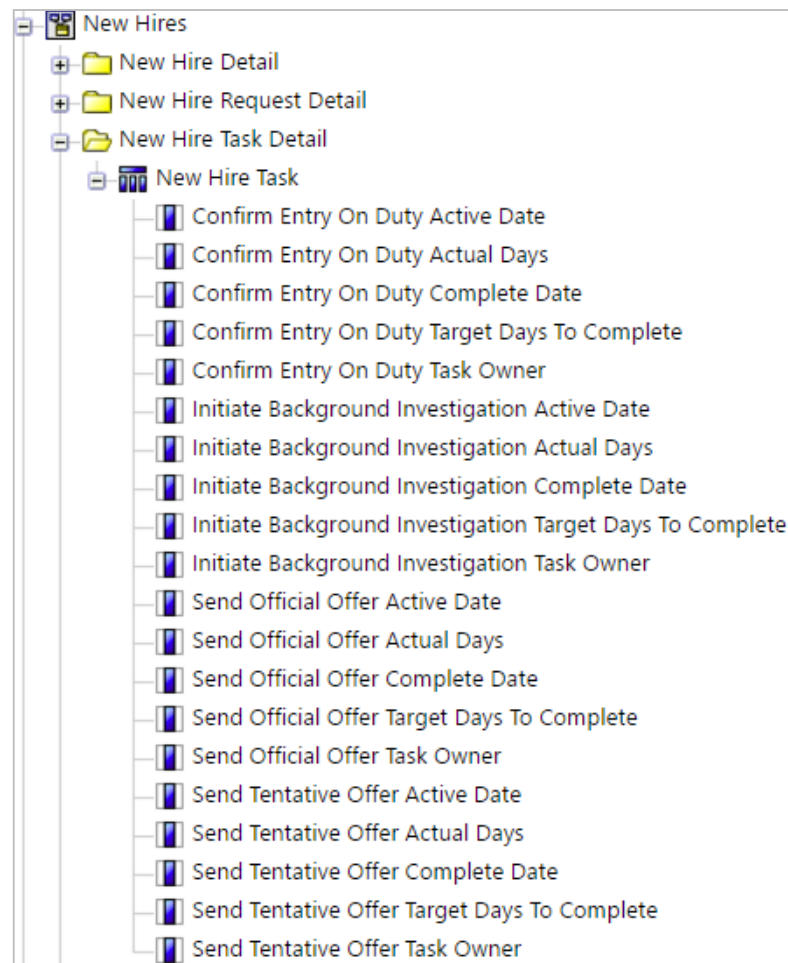 New Hires
New Hire Detail
New Hire Request Detail
New Hire Task Detail
New Hire Task
Confirm Entry On Duty Active Date
Confirm Entry On Duty Actual Days
Confirm Entry On Duty Complete Date
Confirm Entry On Duty Target Days To Complete
Confirm Entry On Duty Task Owner
Initiate Background Investigation Active Date
Initiate Background Investigation Actual Days
Initiate Background Investigation Complete Date
Initiate Background Investigation Target Days To Complete
Initiate Background Investigation Task Owner
Send Official Offer Active Date
Send Official Offer Actual Days
Send Official Offer Complete Date
Send Official Offer Target Days To Complete
Send Official Offer Task Owner
Send Tentative Offer Active Date
Send Tentative Offer Actual Days
Send Tentative Offer Complete Date
Send Tentative Offer Target Days To Complete
Send Tentative Offer Task Owner